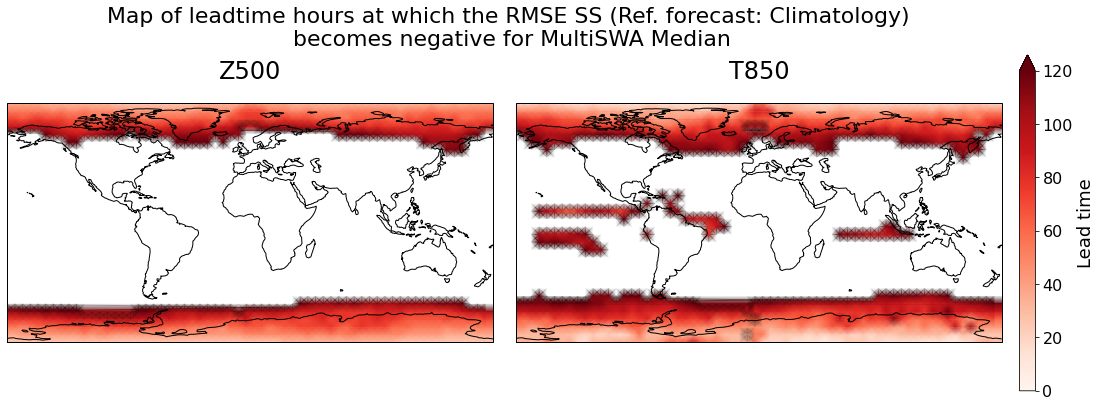 Map of leadtime hours at which the RMSE SS (Ref. forecast: Climatology)
becomes negative for MultiSWA Median
Z500
T850
120
100
80
60
40
20
0
Lead time